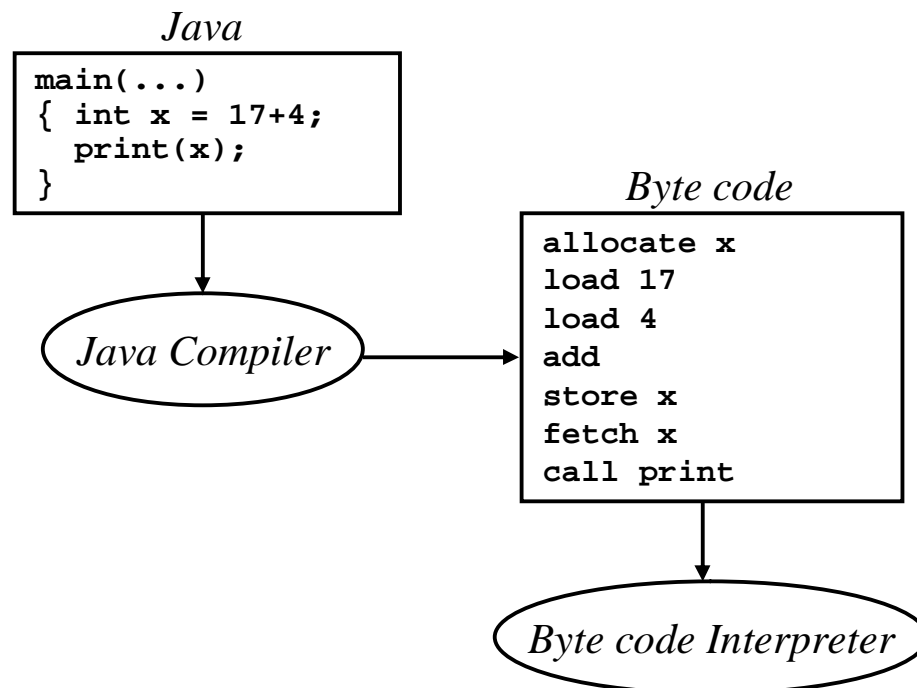 Java
main(...)
{ int x = 17+4;
  print(x);
}
Java Compiler
Byte code
allocate x
load 17
load 4
add
store x
fetch x
call print
Byte code Interpreter